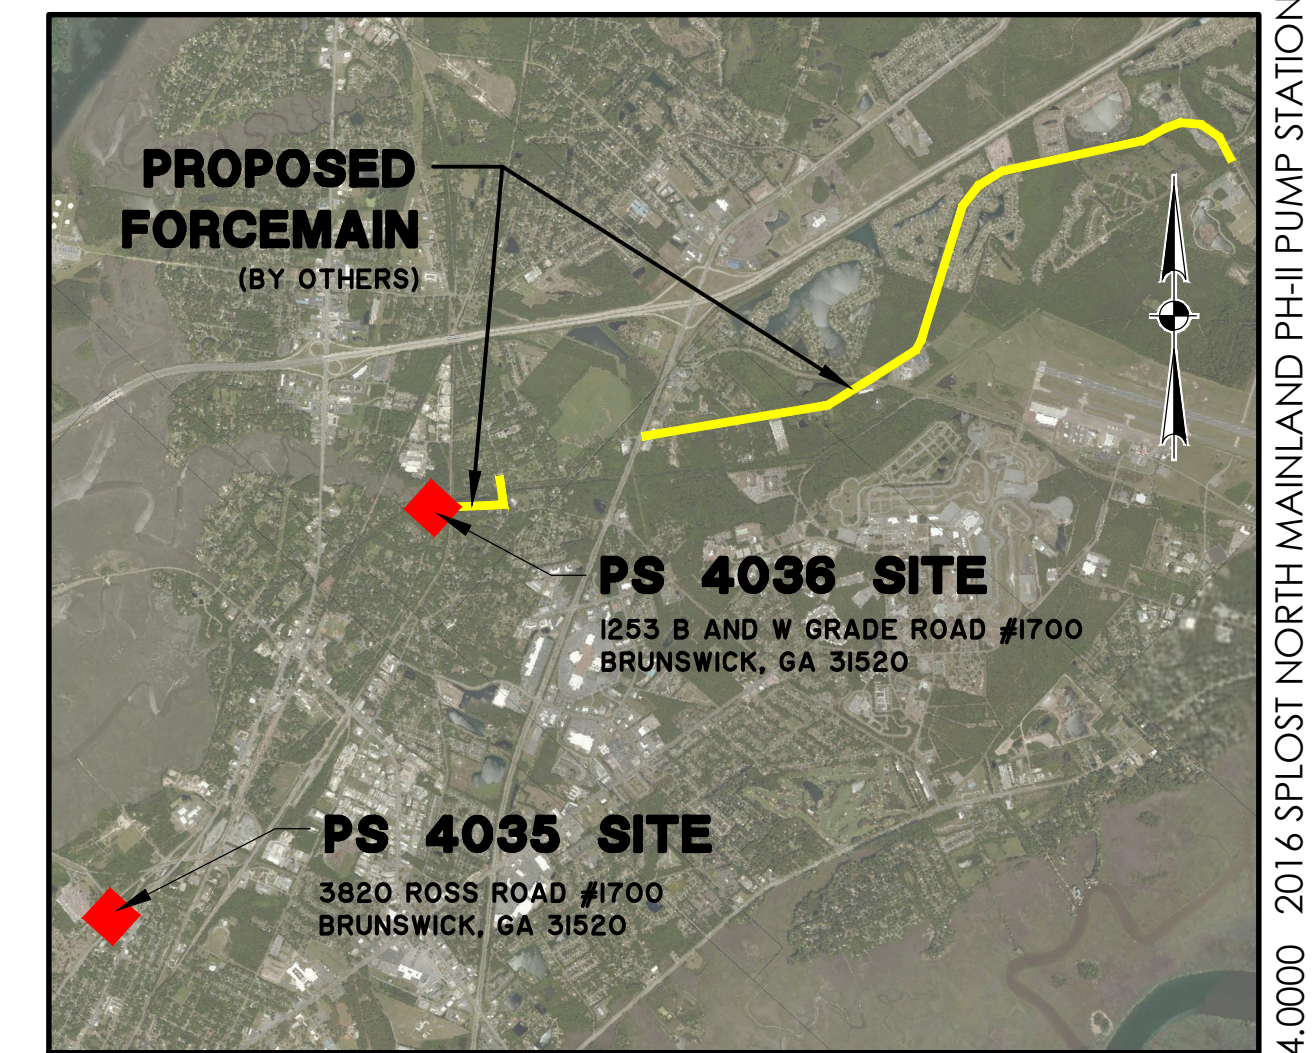 PROPOSED
FORCEMAIN
(BY OTHERS)
PS 4036 SITE
1253 B AND W GRADE ROAD #1700
BRUNSWICK, GA 31520
PS 4035 SITE
3820 ROSS ROAD #1700
BRUNSWICK, GA 31520
4.0000 2016 SPLOST NORTH MAINLAND PH-II PUMP STATION